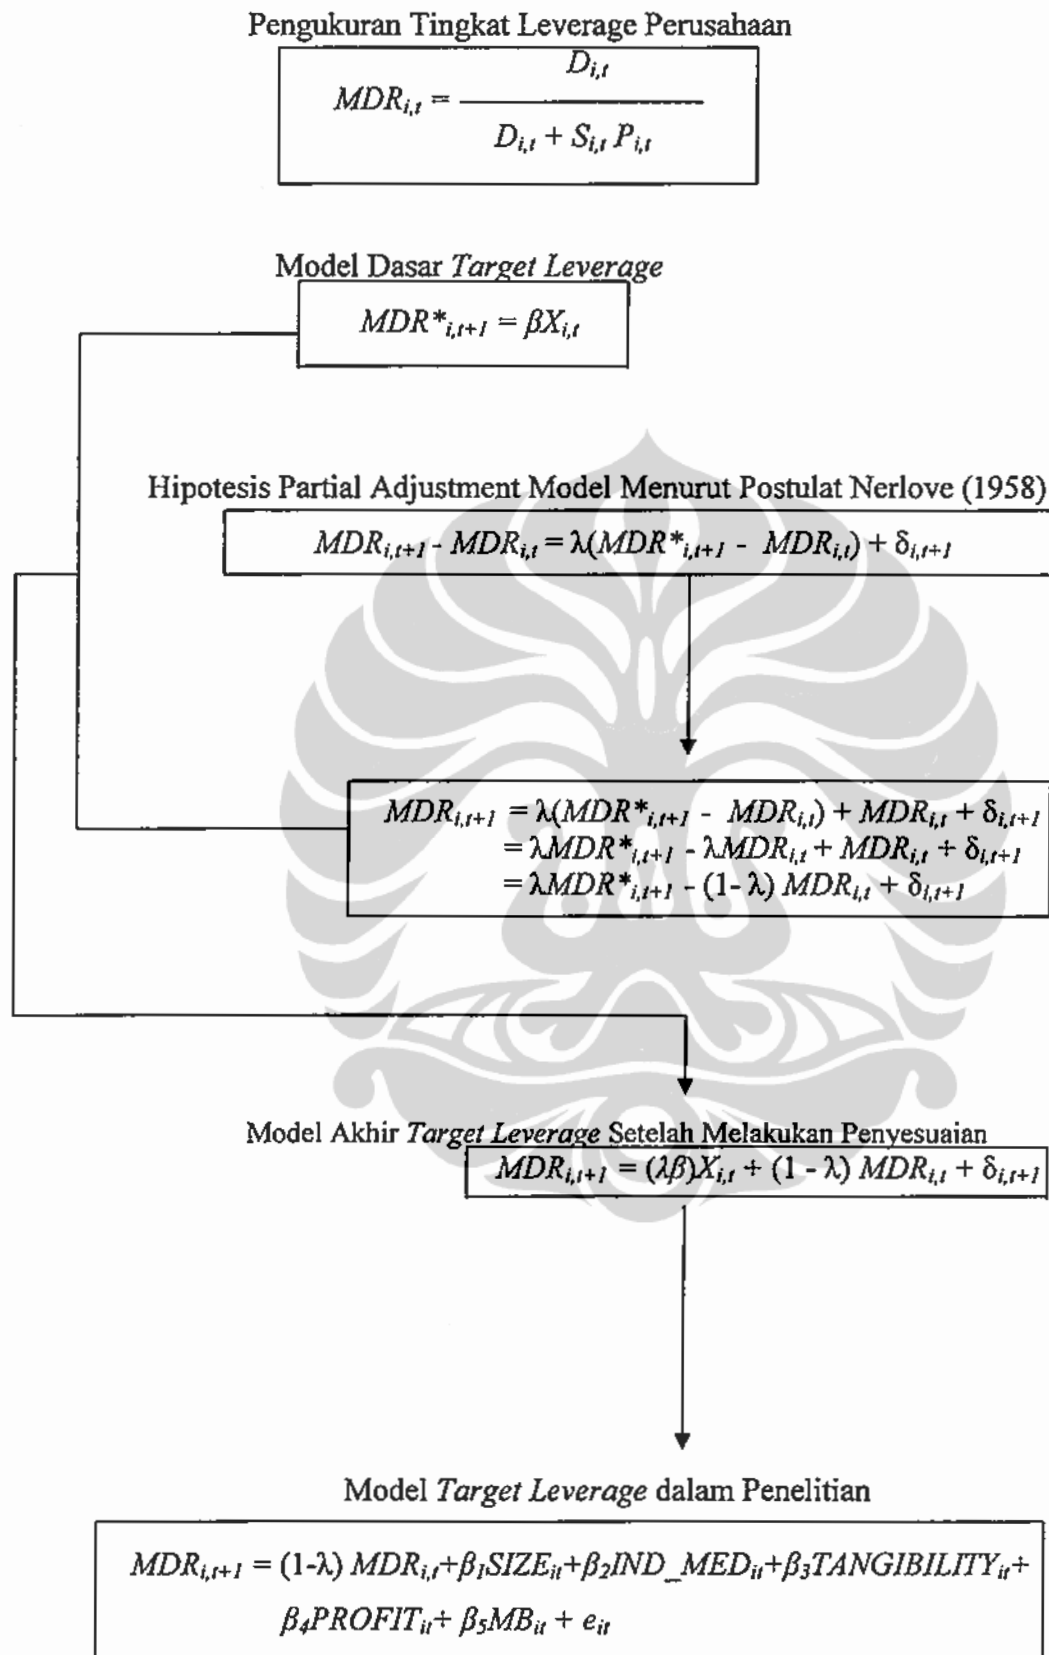 Pengukuran Tingkat Leverage Perusahaan
MDR_{i,t} = D_{i,t} / (D_{i,t} + S_{i,t} P_{i,t})
Model Dasar Target Leverage
MDR*_{i,t+1} = βX_{i,t}
Hipotesis Partial Adjustment Model Menurut Postulat Nerlove (1958)
MDR_{i,t+1} - MDR_{i,t} = λ(MDR*_{i,t+1} - MDR_{i,t}) + δ_{i,t+1}
MDR_{i,t+1} = λ(MDR*_{i,t+1} - MDR_{i,t}) + MDR_{i,t} + δ_{i,t+1}
= λMDR*_{i,t+1} - λMDR_{i,t} + MDR_{i,t} + δ_{i,t+1}
= λMDR*_{i,t+1} - (1- λ) MDR_{i,t} + δ_{i,t+1}
Model Akhir Target Leverage Setelah Melakukan Penyesuaian
MDR_{i,t+1} = (λβ)X_{i,t} + (1 - λ) MDR_{i,t} + δ_{i,t+1}
Model Target Leverage dalam Penelitian
MDR_{i,t+1} = (1-λ) MDR_{i,t}+β_1SIZE_{it}+β_2IND_MED_{it}+β_3TANGIBILITY_{it}+
β_4PROFIT_{it}+ β_5MB_{it} + e_{it}